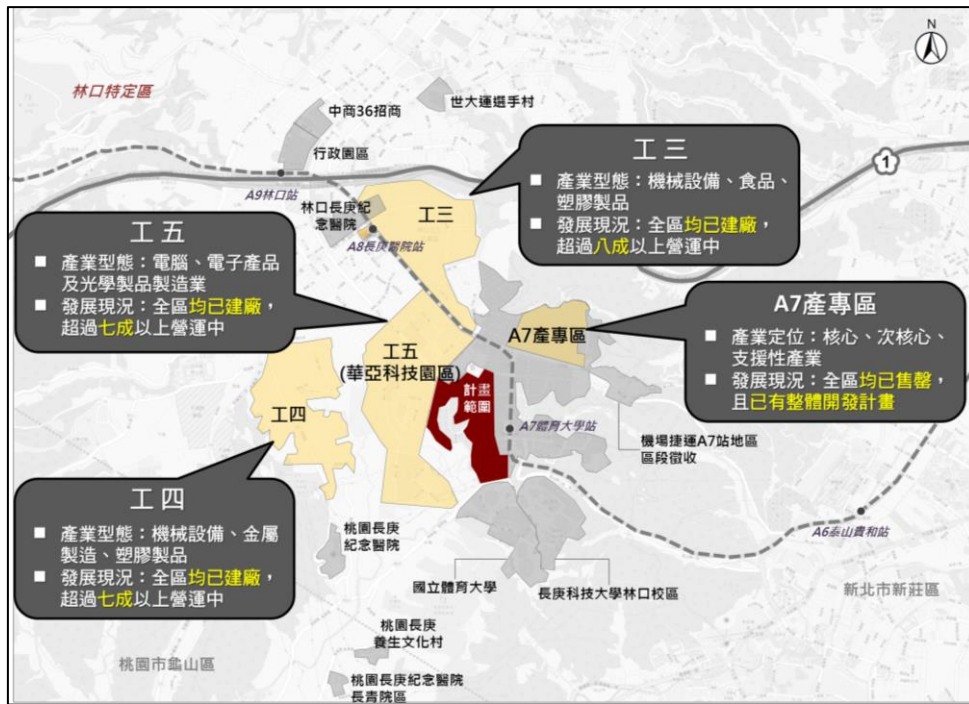 N
林口特定區
世大運選手村
中商36招商
行政園區
1
A9林口站
林口長庚紀
念醫院
A8長庚醫院站
工三
工三
■ 產業型態：機械設備、食品、
塑膠製品
■ 發展現況：全區均已建廠，
超過八成以上營運中
工五
■ 產業型態：電腦、電子產品
及光學製品製造業
■ 發展現況：全區均已建廠，
超過七成以上營運中
A7產專區
■ 產業定位：核心、次核心、
支援性產業
■ 發展現況：全區均已售罄，
且已有整體開發計畫
A7產專區
工五
(華亞科技園區)
計畫
範圍
工四
A7體育大學站
機場捷運A7站地區
區段徵收
工四
■ 產業型態：機械設備、金屬
製造、塑膠製品
■ 發展現況：全區均已建廠，
超過七成以上營運中
A6泰山貴和站
桃園長庚
紀念醫院
國立體育大學
長庚科技大學林口校區
新北市新莊區
桃園長庚
養生文化村
桃園市龜山區
桃園長庚紀念醫院
長青院區